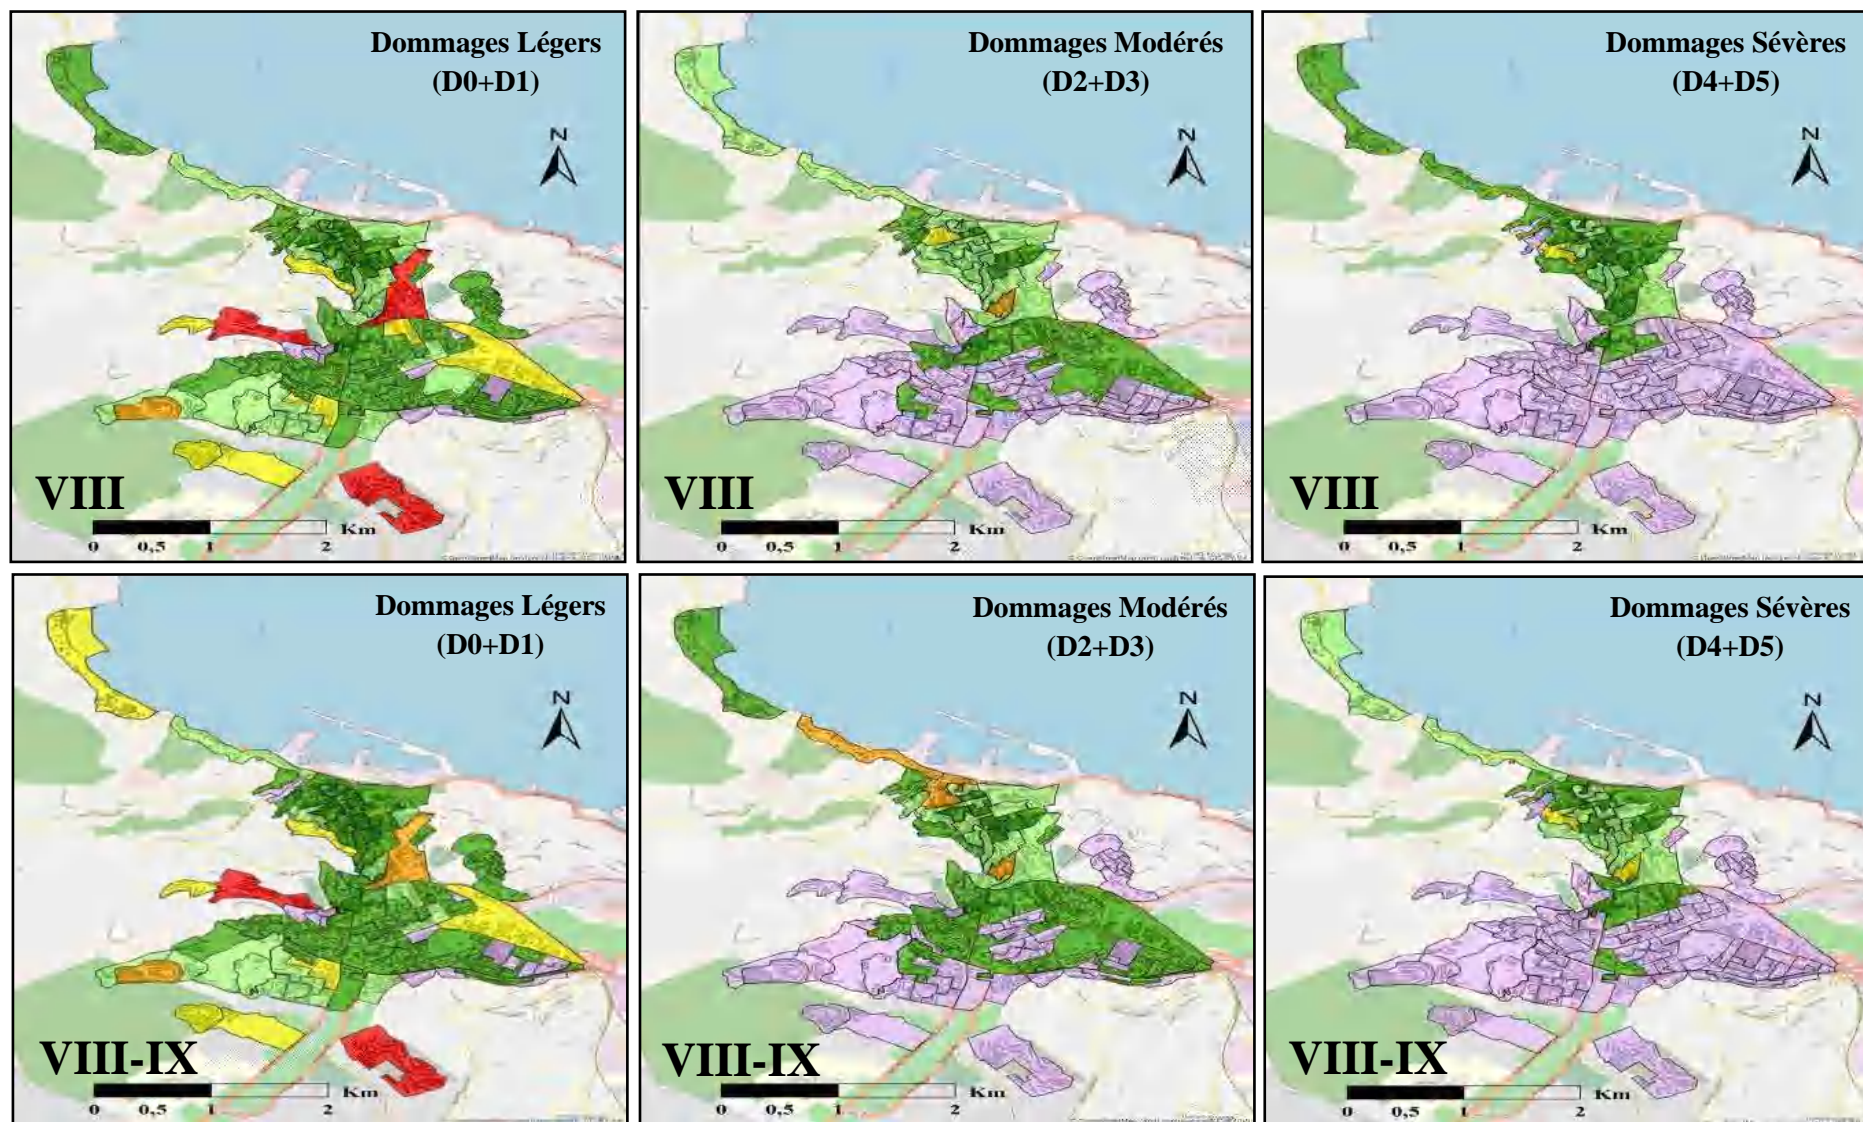 Dommages Légers
(D0+D1)
N
VIII
Km
0 0,5 1 2
Dommages Modérés
(D2+D3)
N
VIII
Km
0 0,5 1 2
Dommages Sévères
(D4+D5)
N
VIII
Km
0 0,5 1 2
Dommages Légers
(D0+D1)
N
VIII-IX
Km
0 0,5 1 2
Dommages Modérés
(D2+D3)
N
VIII-IX
Km
0 0,5 1 2
Dommages Sévères
(D4+D5)
N
VIII-IX
Km
0 0,5 1 2